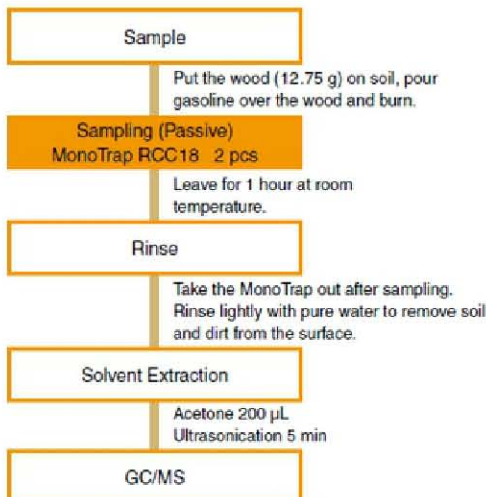 Sample
Put the wood (12.75 g) on soil, pour
gasoline over the wood and burn.
Sampling (Passive)
MonoTrap RCC18 2 pcs
Leave for 1 hour at room
temperature.
Rinse
Take the MonoTrap out after sampling.
Rinse lightly with pure water to remove soil
and dirt from the surface.
Solvent Extraction
Acetone 200 µL
Ultrasonication 5 min
GC/MS